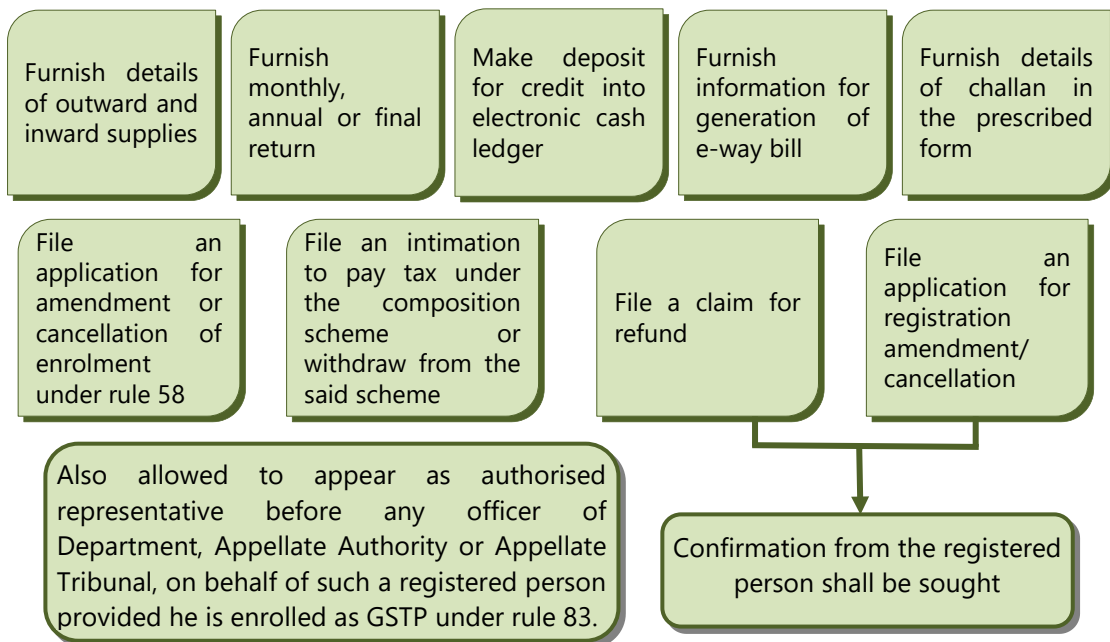 Furnish details
of outward and
inward supplies
Furnish
monthly,
annual or final
return
Make deposit
for credit into
electronic cash
ledger
Furnish
information for
generation of
e-way bill
Furnish details
of challan in
the prescribed
form
File an
application for
amendment or
cancellation of
enrolment
under rule 58
File an intimation
to pay tax under
the composition
scheme or
withdraw from the
said scheme
File a claim for
refund
File an
application for
registration
amendment/
cancellation
Also allowed to appear as authorised
representative before any officer of
Department, Appellate Authority or Appellate
Tribunal, on behalf of such a registered person
provided he is enrolled as GSTP under rule 83.
Confirmation from the registered
person shall be sought